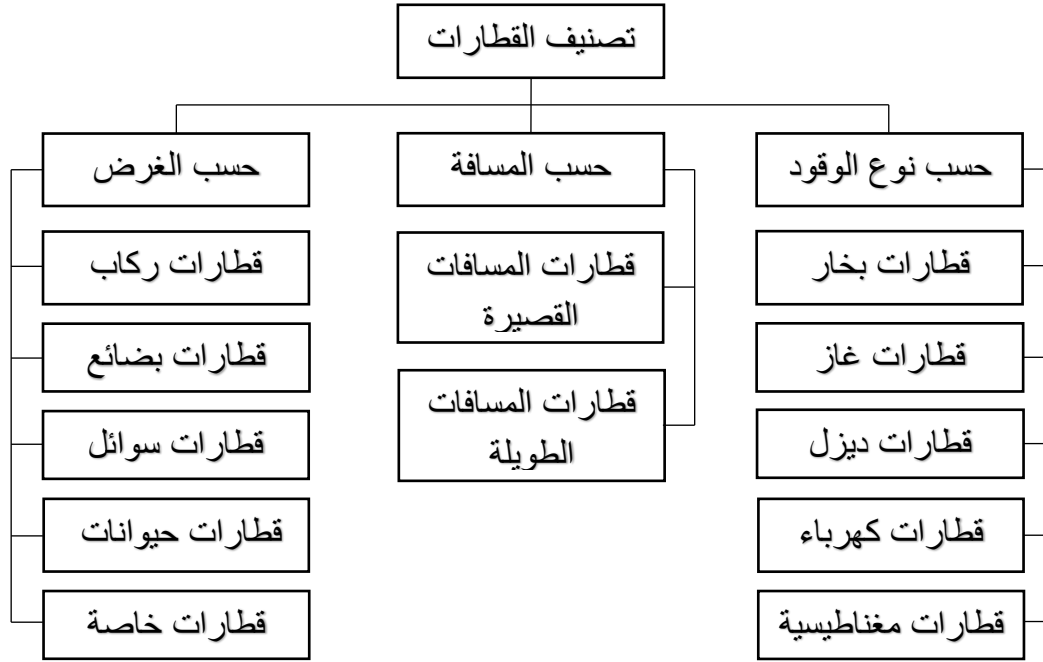 تصنيف القطارات
حسب نوع الوقود
قطارات بخار
قطارات غاز
قطارات ديزل
قطارات كهرباء
قطارات مغناطيسية
حسب المسافة
قطارات المسافات
القصيرة
قطارات المسافات
الطويلة
حسب الغرض
قطارات ركاب
قطارات بضائع
قطارات سوائل
قطارات حيوانات
قطارات خاصة